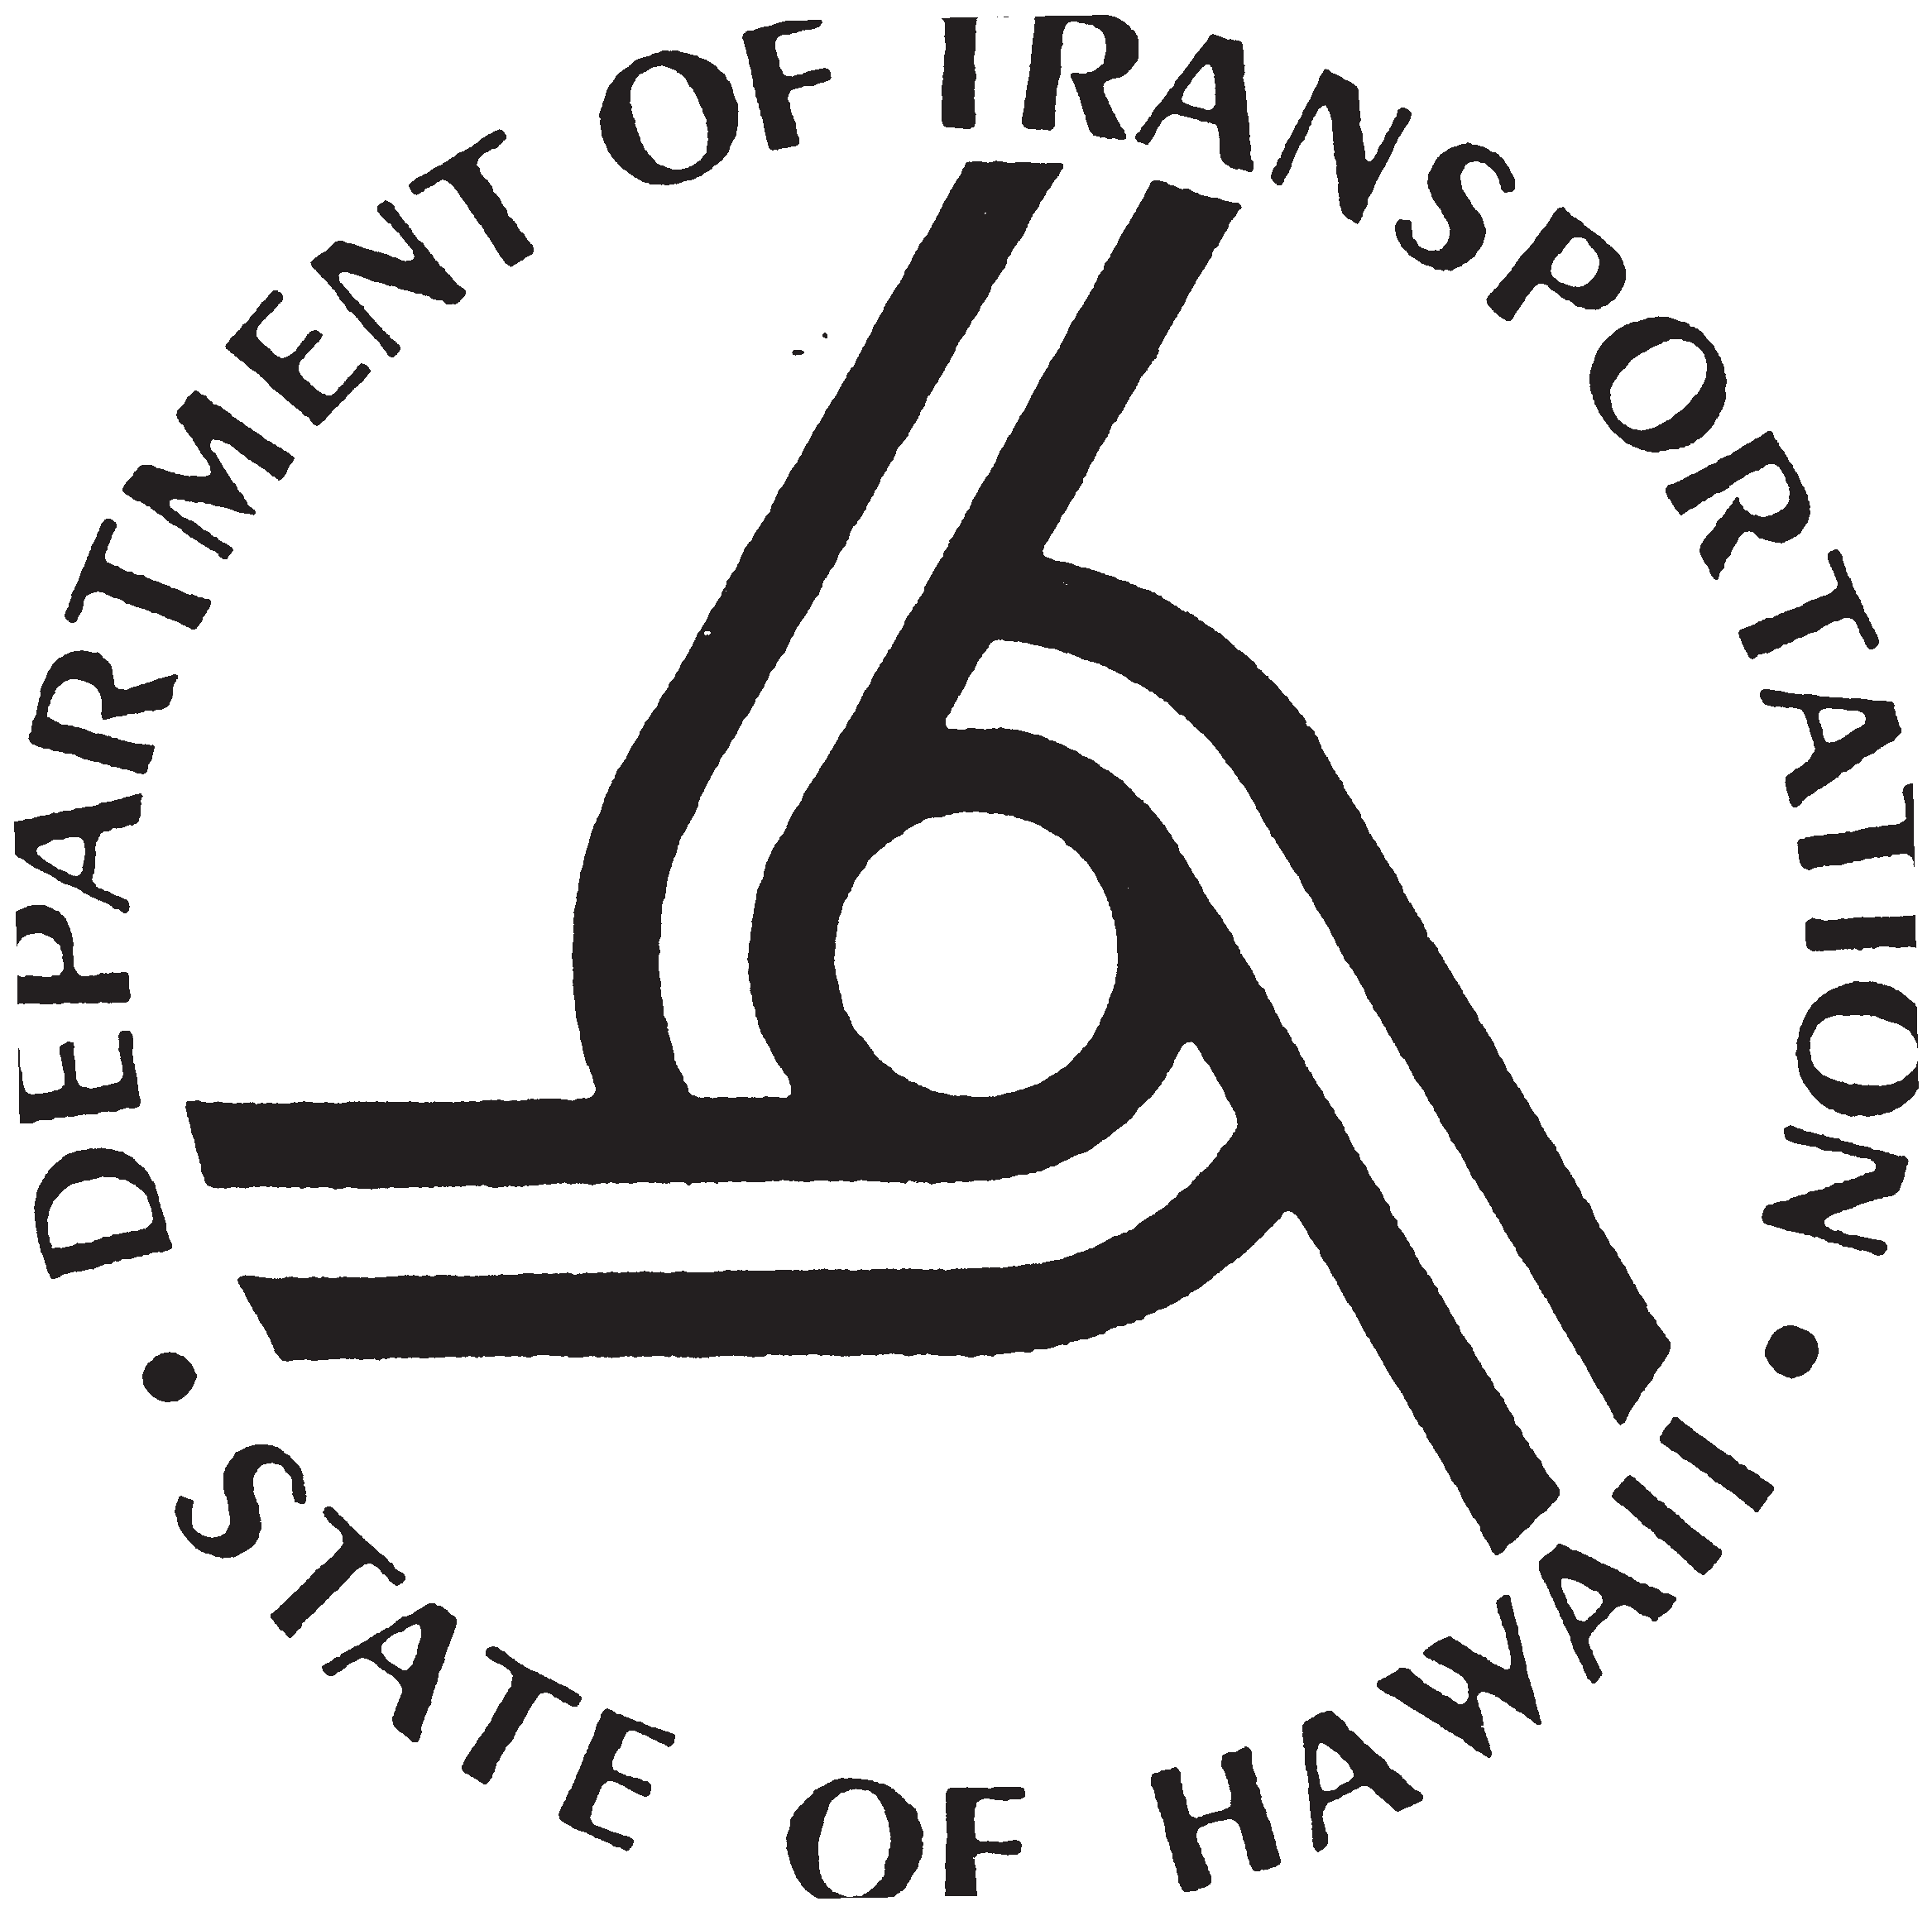 DEPARTMENT OF TRANSPORTATION
• STATE OF HAWAII •